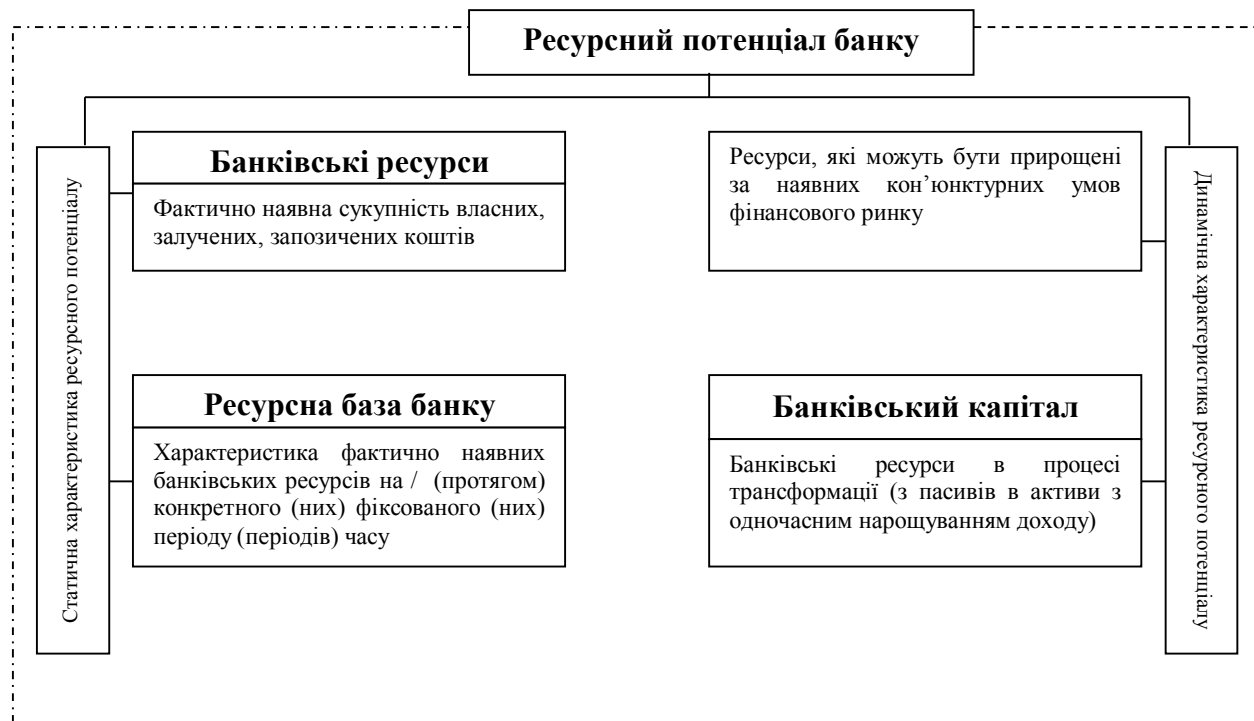 Ресурсний потенціал банку
Статична характеристика ресурсного потенціалу
Банківські ресурси
Фактично наявна сукупність власних,
залучених, запозичених коштів
Ресурсна база банку
Характеристика фактично наявних
банківських ресурсів на / (протягом)
конкретного (них) фіксованого (них)
періоду (періодів) часу
Ресурси, які можуть бути прирощені
за наявних кон’юнктурних умов
фінансового ринку
Банківський капітал
Банківські ресурси в процесі
трансформації (з пасивів в активи з
одночасним нарощуванням доходу)
Динамічна характеристика ресурсного потенціалу